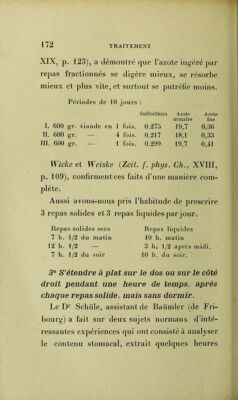 172 TRAITEMENT
XIX, p. 123), a démontré que l'azote ingéré par
repas fractionnés se digère mieux, se résorbe
mieux et plus vite, et surtout se putréfie moins.
Périodes de 10 jours :
Sulfoéthers Azote urinaire Azote fixe
I. 600 gr. viande en 1 fois. 0.275 19,7 0,36
II. 600 gr. — 4 fois. 0.217 18,1 0,33
III. 600 gr. — 1 fois. 0.299 19,7 0,41
Wicke et Weiske (Zeit. f. phys. Ch., XVIII,
p. 109), confirment ces faits d'une manière com-
plète.
Aussi avons-nous pris l'habitude de prescrire
3 repas solides et 3 repas liquides par jour.
Repas solides secs Repas liquides
7 h. 1/2 du matin 10 h. matin
12 h. 1/2 — 3 h. 1/2 après midi.
7 h. 1/2 du soir 10 h. du soir.
3° S'étendre à plat sur le dos ou sur le côté
droit pendant une heure de temps, après
chaque repas solide, mais sans dormir.
Le Dr Schüle, assistant de Baümler (de Fri-
bourg) a fait sur deux sujets normaux d'inté-
ressantes expériences qui ont consisté à analyser
le contenu stomacal, extrait quelques heures